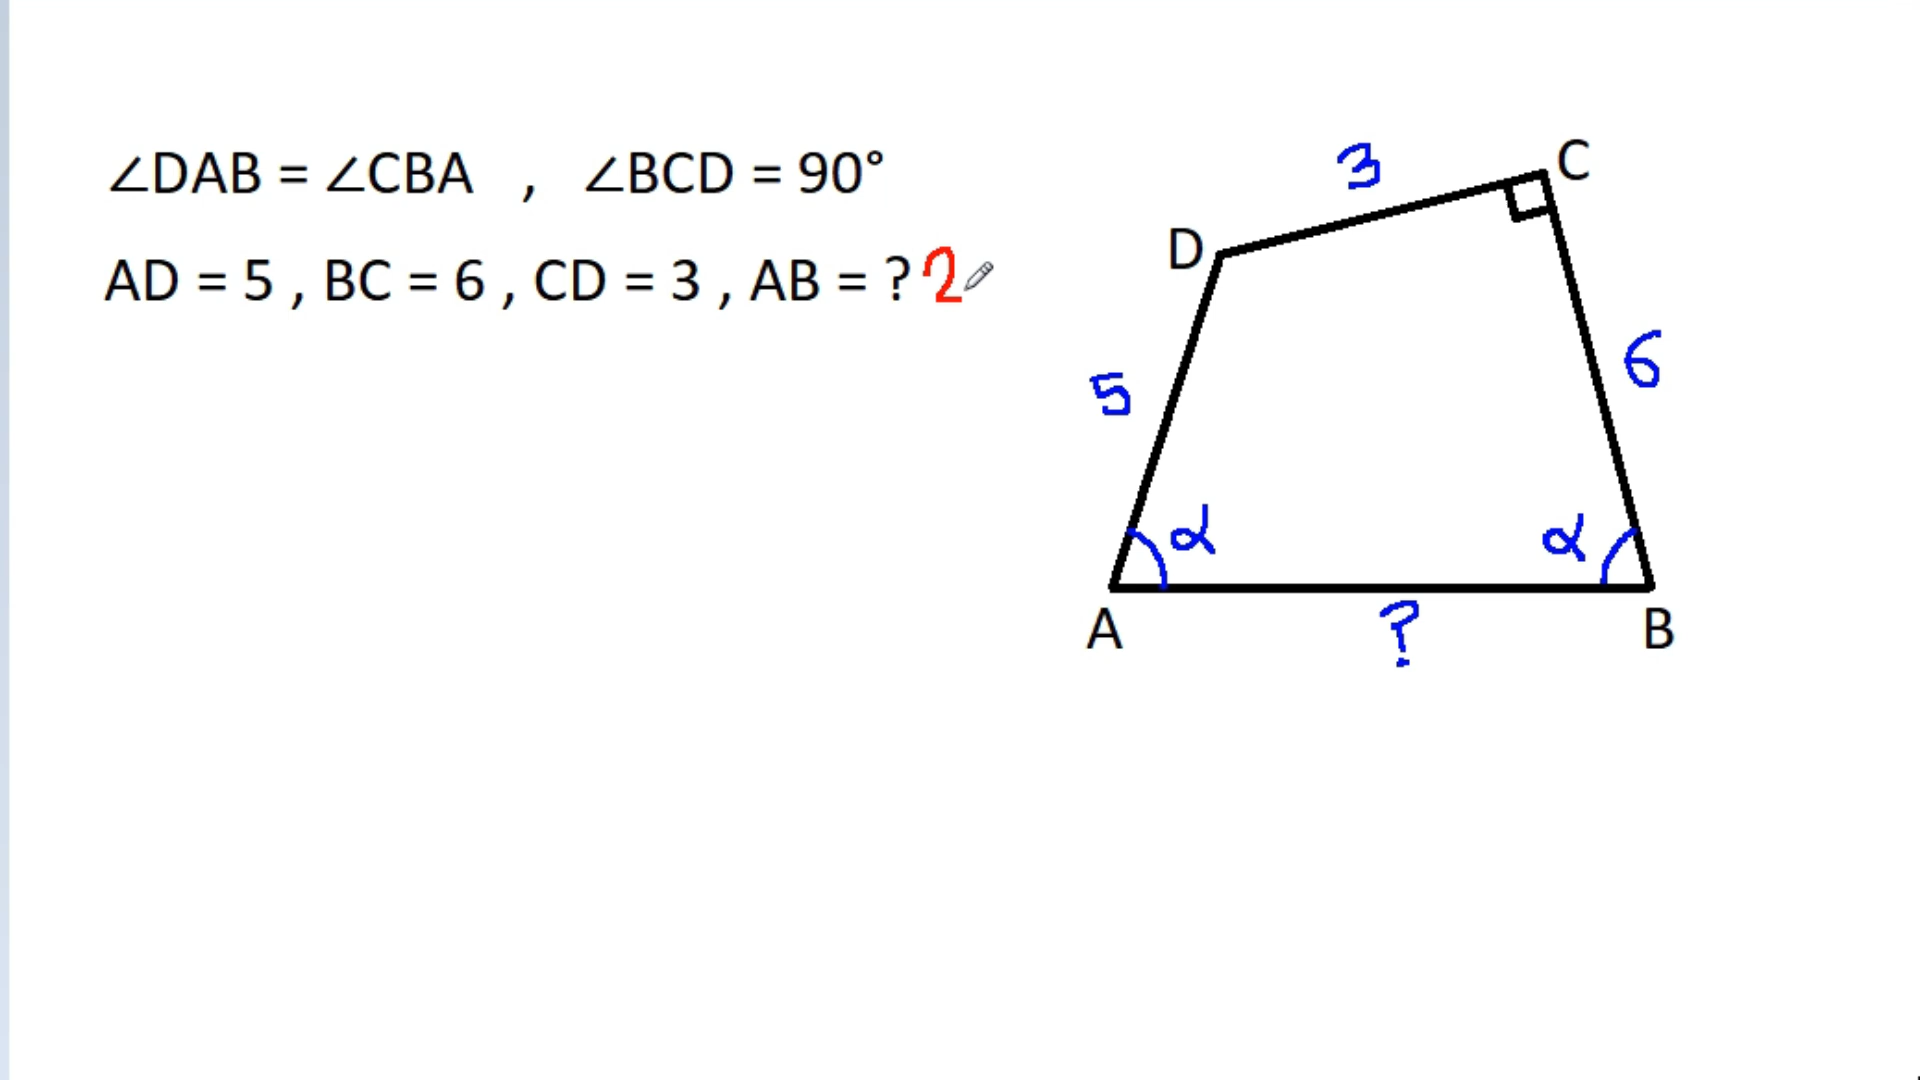 ∠DAB = ∠CBA , ∠BCD = 90°
AD = 5 , BC = 6 , CD = 3 , AB = ? 2
3
C
D
6
5
α
α
A
?
B